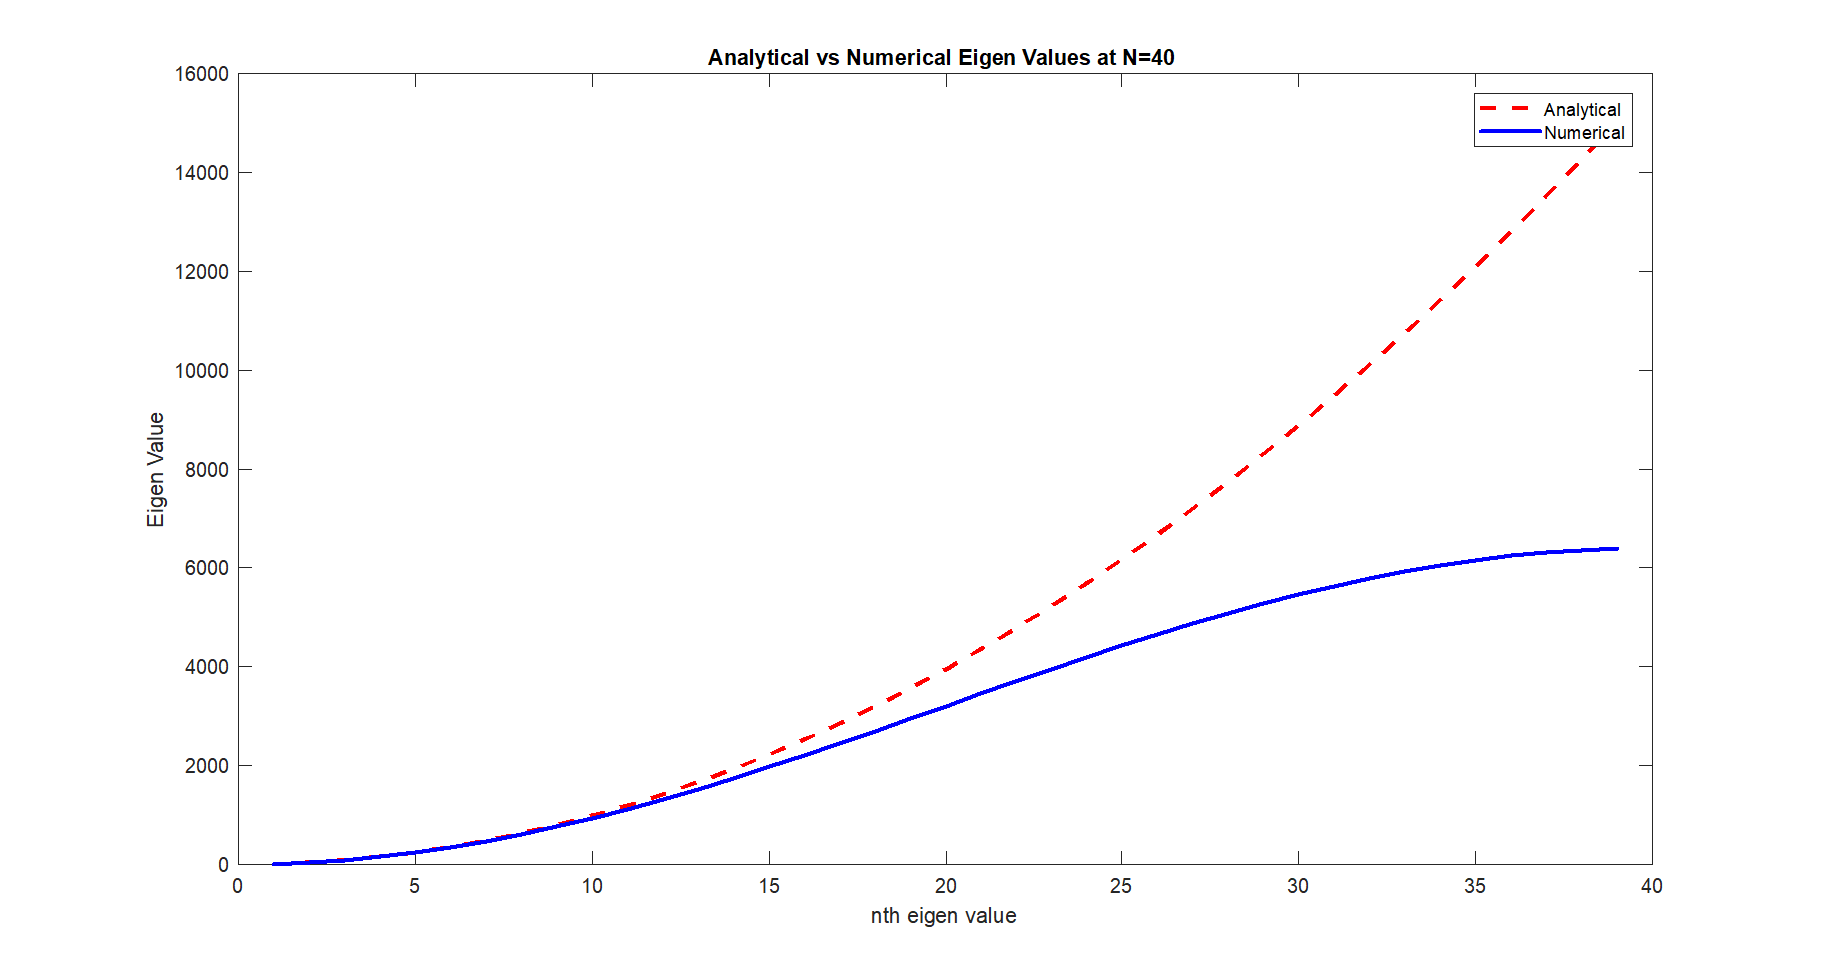 Analytical vs Numerical Eigen Values at N=40
16000
14000
12000
10000
8000
6000
4000
2000
0
Eigen Value
Analytical
Numerical
0 5 10 15 20 25 30 35 40
nth eigen value